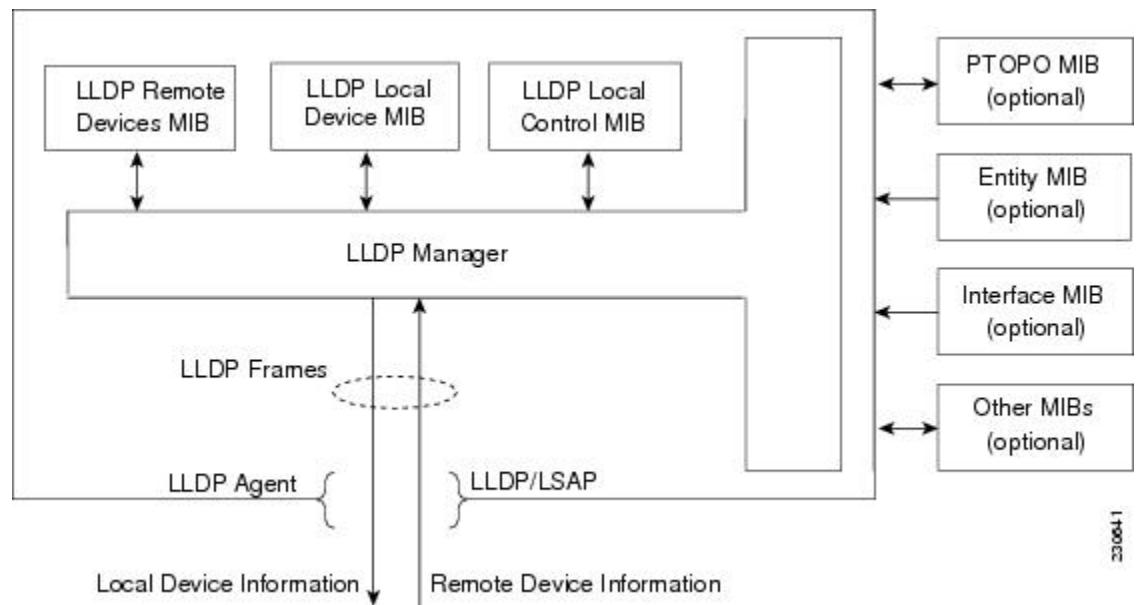 LLDP Remote
Devices MIB
LLDP Local
Device MIB
LLDP Local
Control MIB
PTOPO MIB
(optional)
Entity MIB
(optional)
LLDP Manager
Interface MIB
(optional)
LLDP Frames
Other MIBs
(optional)
LLDP Agent
LLDP/LSAP
230641
Local Device Information
Remote Device Information